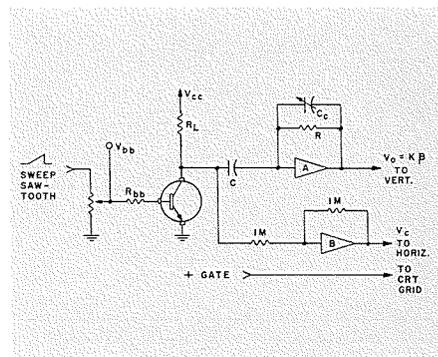 Vcc
RL
Cc
R
Vbb
A
Vo = Kβ
TO
VERT.
SWEEP
SAW-
TOOTH
Rbb
C
1M
1M
B
Vc
TO
HORIZ.
+ GATE
TO
CRT
GRID